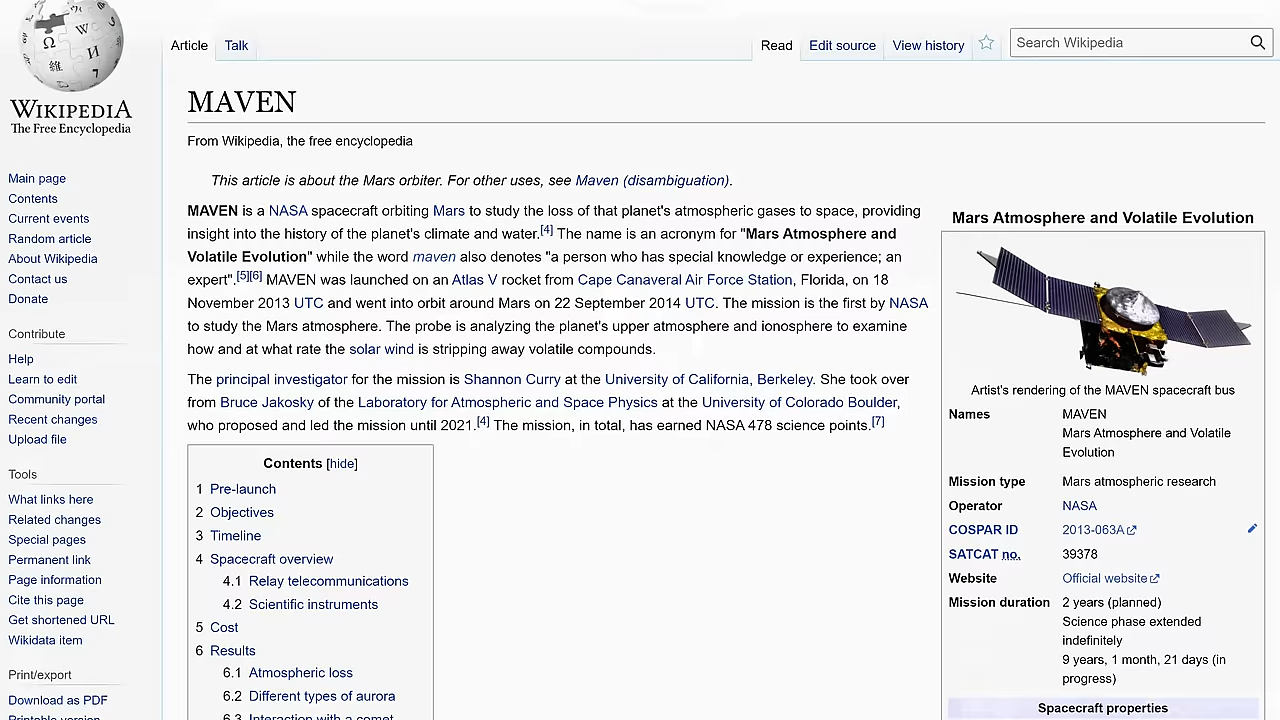 WIKIPEDIA
The Free Encyclopedia
Main page
Contents
Current events
Random article
About Wikipedia
Contact us
Donate
Contribute
Help
Learn to edit
Community portal
Recent changes
Upload file
Tools
What links here
Related changes
Special pages
Permanent link
Page information
Cite this page
Get shortened URL
Wikidata item
Print/export
Download as PDF
Printable version
Article
Talk
Read
Edit source
View history
Search Wikipedia
MAVEN
From Wikipedia, the free encyclopedia
This article is about the Mars orbiter. For other uses, see Maven (disambiguation).
MAVEN is a NASA spacecraft orbiting Mars to study the loss of that planet's atmospheric gases to space, providing
insight into the history of the planet's climate and water.[4] The name is an acronym for "Mars Atmosphere and
Volatile Evolution" while the word maven also denotes "a person who has special knowledge or experience; an
expert".[5][6] MAVEN was launched on an Atlas V rocket from Cape Canaveral Air Force Station, Florida, on 18
November 2013 UTC and went into orbit around Mars on 22 September 2014 UTC. The mission is the first by NASA
to study the Mars atmosphere. The probe is analyzing the planet's upper atmosphere and ionosphere to examine
how and at what rate the solar wind is stripping away volatile compounds.
The principal investigator for the mission is Shannon Curry at the University of California, Berkeley. She took over
from Bruce Jakosky of the Laboratory for Atmospheric and Space Physics at the University of Colorado Boulder,
who proposed and led the mission until 2021.[4] The mission, in total, has earned NASA 478 science points.[7]
Contents [hide]
1 Pre-launch
2 Objectives
3 Timeline
4 Spacecraft overview
4.1 Relay telecommunications
4.2 Scientific instruments
5 Cost
6 Results
6.1 Atmospheric loss
6.2 Different types of aurora
6.3 Interaction with a comet
Mars Atmosphere and Volatile Evolution
Artist's rendering of the MAVEN spacecraft bus
Names MAVEN
Mars Atmosphere and Volatile
Evolution
Mission type Mars atmospheric research
Operator NASA
COSPAR ID 2013-063A
SATCAT no. 39378
Website Official website
Mission duration 2 years (planned)
Science phase extended
indefinitely
9 years, 1 month, 21 days (in
progress)
Spacecraft properties